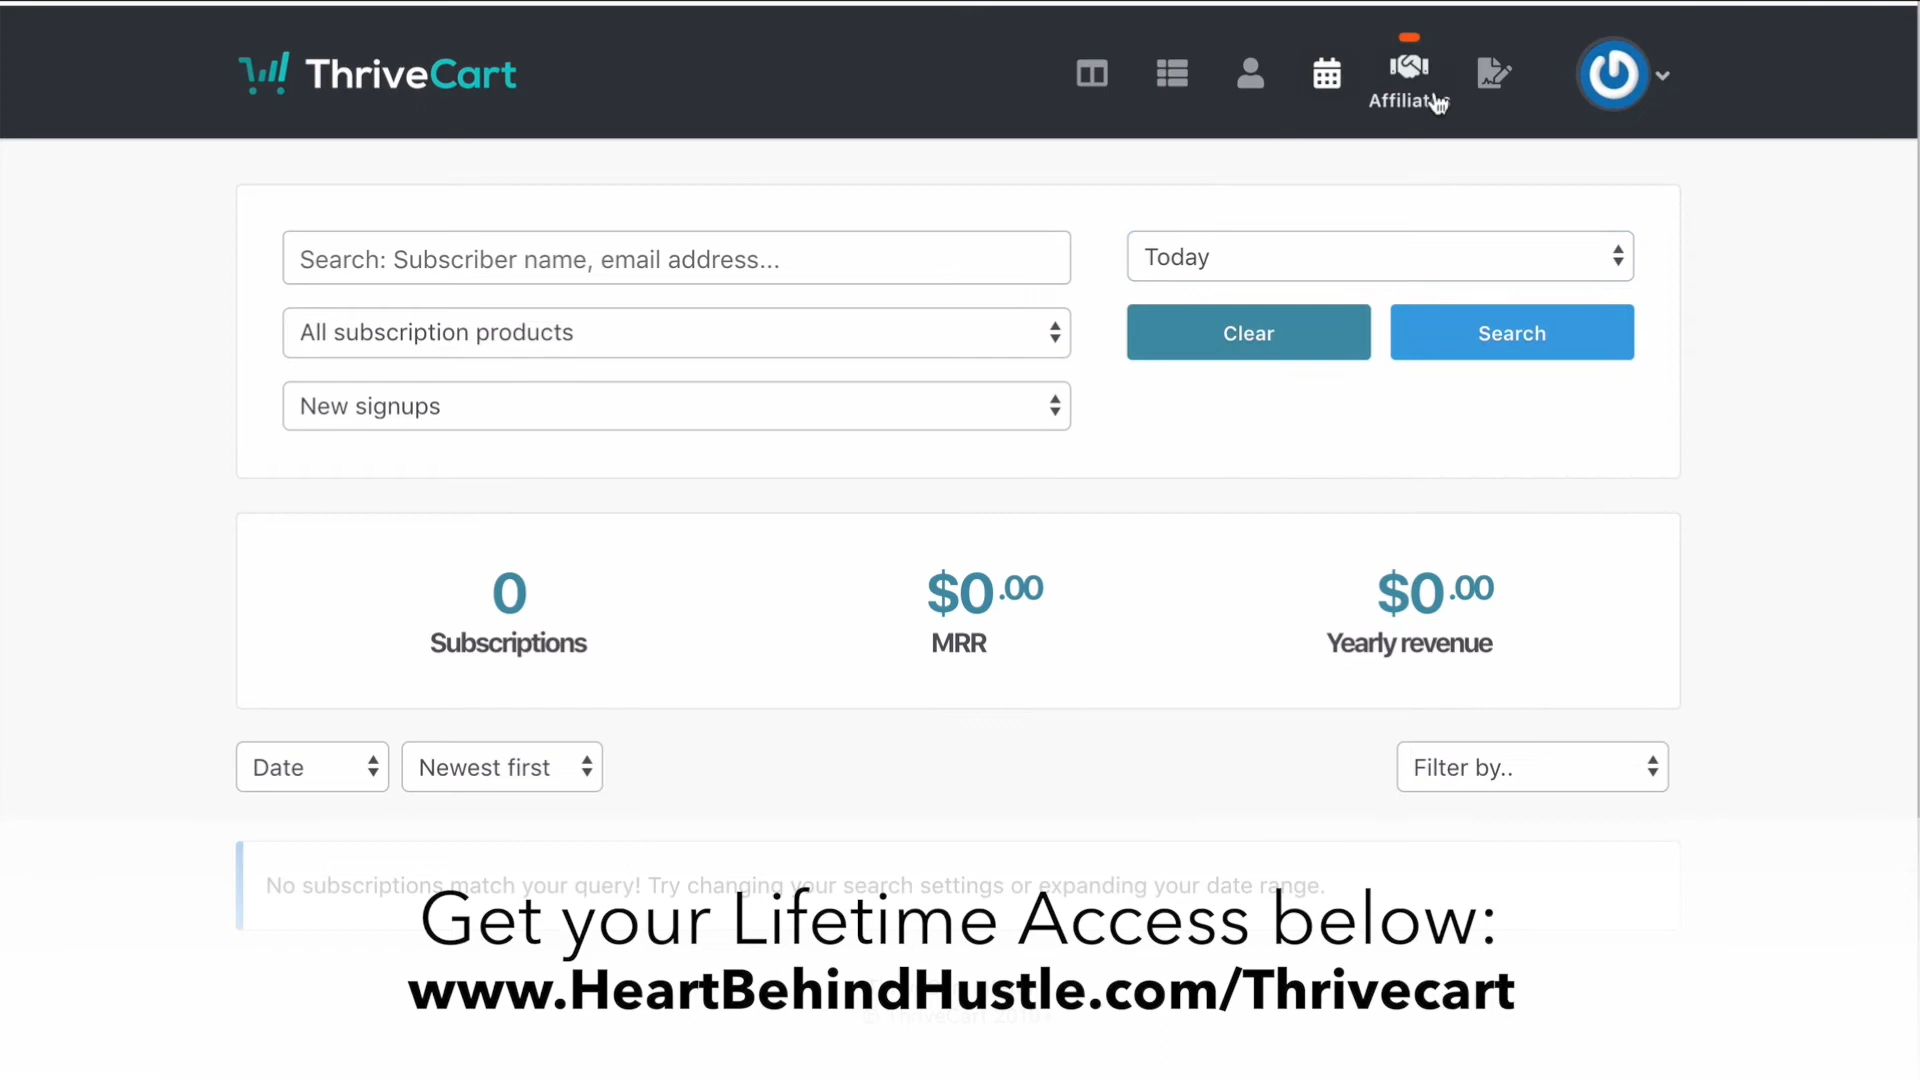 ThriveCart
Search: Subscriber name, email address...
Today
All subscription products
Clear
Search
New signups
0
$0.00
$0.00
Subscriptions
MRR
Yearly revenue
Date
Newest first
Filter by..
No subscriptions match your query! Try changing your search settings or expanding your date range.
Get your Lifetime Access below:
www.HeartBehindHustle.com/Thrivecart